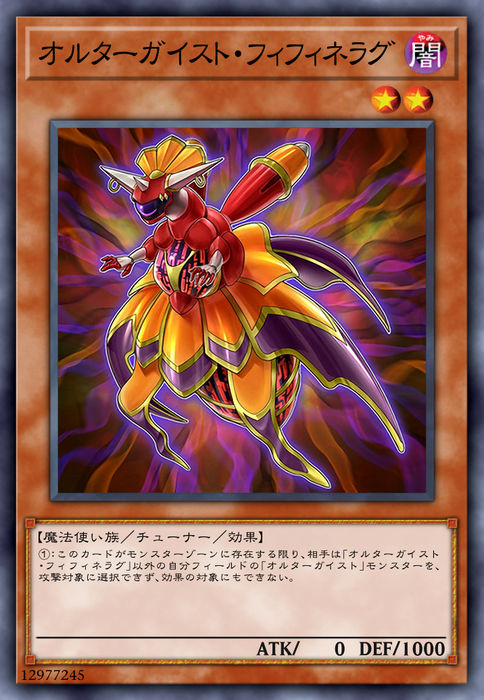 オルターガイスト・フィフィネラグ
やみ
闇
【魔法使い族／チューナー／効果】
①：このカードがモンスターゾーンに存在する限り、相手は「オルターガイスト
・フィフィネラグ」以外の自分フィールドの「オルターガイスト」モンスターを、
攻撃対象に選択できず、効果の対象にもできない。
ATK/ 0 DEF/1000
12977245